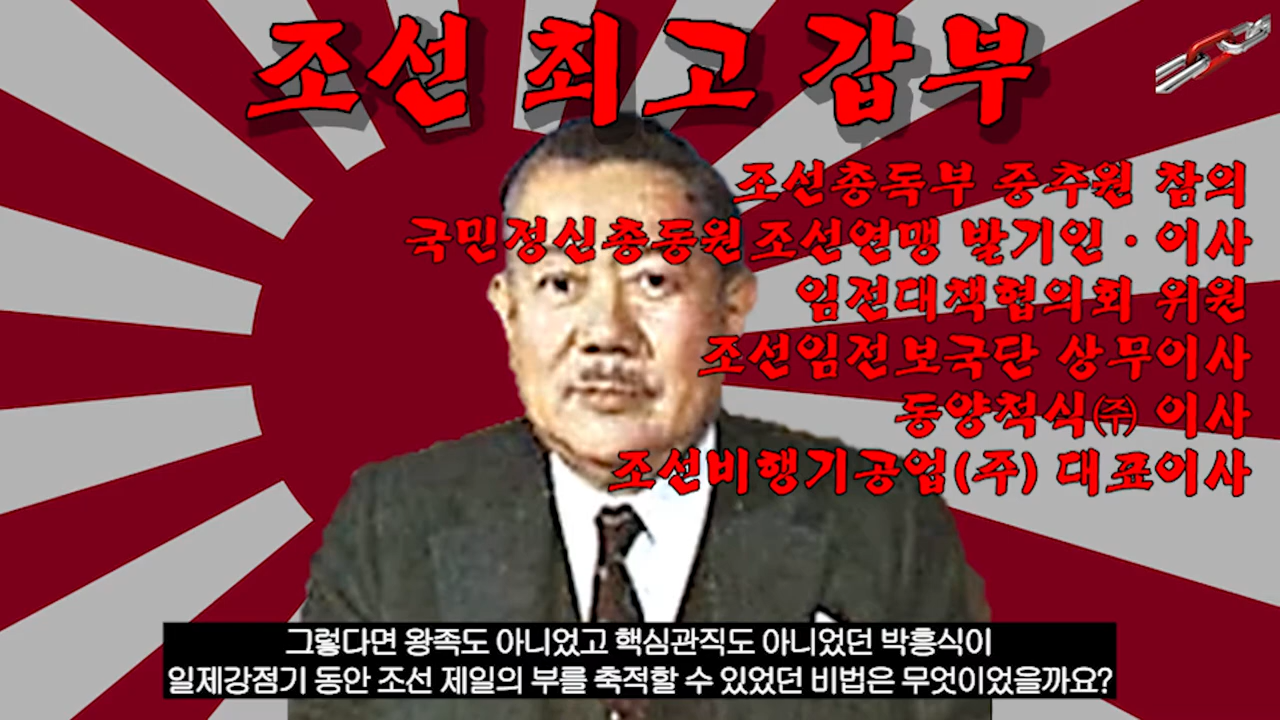 조선 최고 갑부
조선총독부 중추원 참의
국민정신총동원조선연맹 발기인·이사
임전대책협의회 위원
조선임전보국단 상무이사
동양척식㈜ 이사
조선비행기공업(주) 대표이사
그렇다면 왕족도 아니었고 핵심관직도 아니었던 박흥식이
일제강점기 동안 조선 제일의 부를 축적할 수 있었던 비법은 무엇이었을까요?